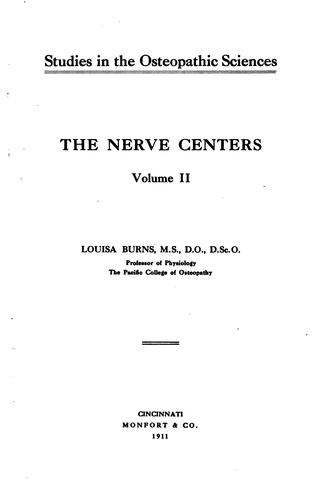 Studies in the Osteopathic Sciences
THE NERVE CENTERS
Volume II
LOUISA BURNS, M.S., D.O., D.Sc.O.
Professor of Physiology
The Pacific College of Osteopathy
CINCINNATI
MONFORT & CO.
1911